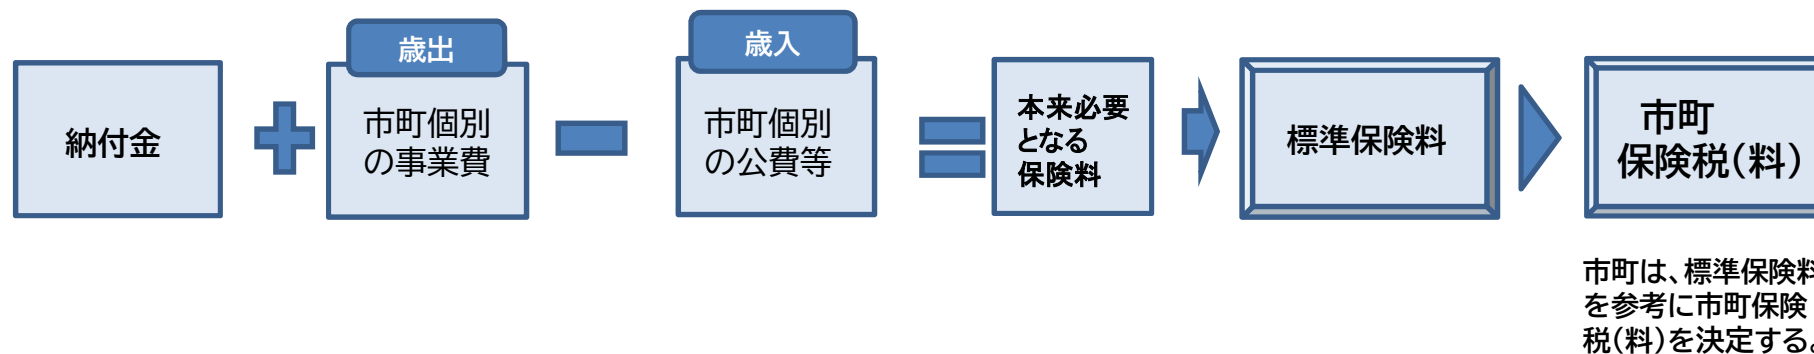 納付金
歳出
市町個別
の事業費
歳入
市町個別
の公費等
本来必要
となる
保険料
標準保険料
市町
保険税(料)
市町は、標準保険料
を参考に市町保険
税(料)を決定する。